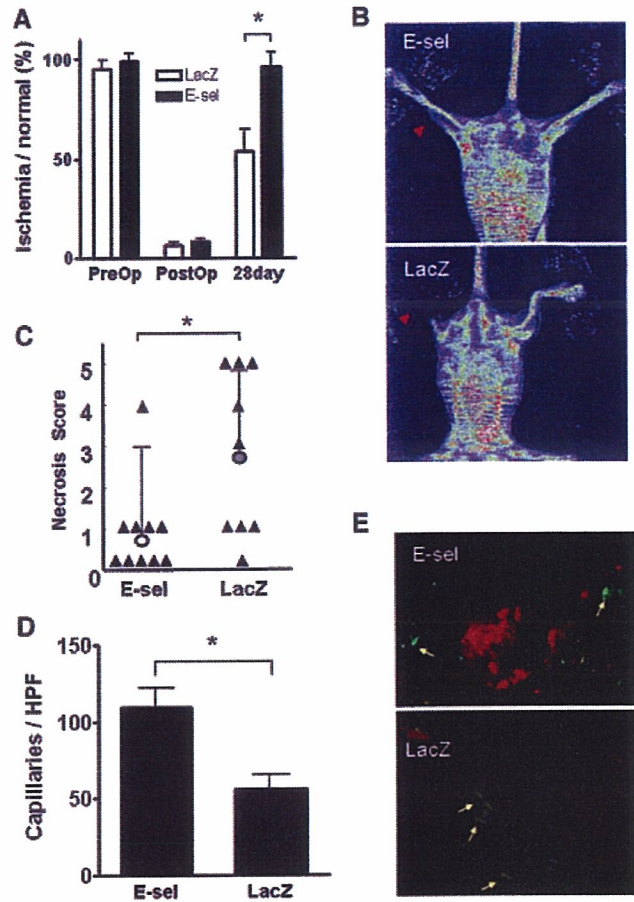 A
*
Ischemia / normal (%)
100
50
0
LacZ
E-sel
PreOp
PostOp
28day
B
E-sel
LacZ
C
*
Necrosis Score
5
4
3
2
1
0
E-sel
LacZ
D
*
Capillaries / HPF
150
100
50
0
E-sel
LacZ
E
E-sel
LacZ